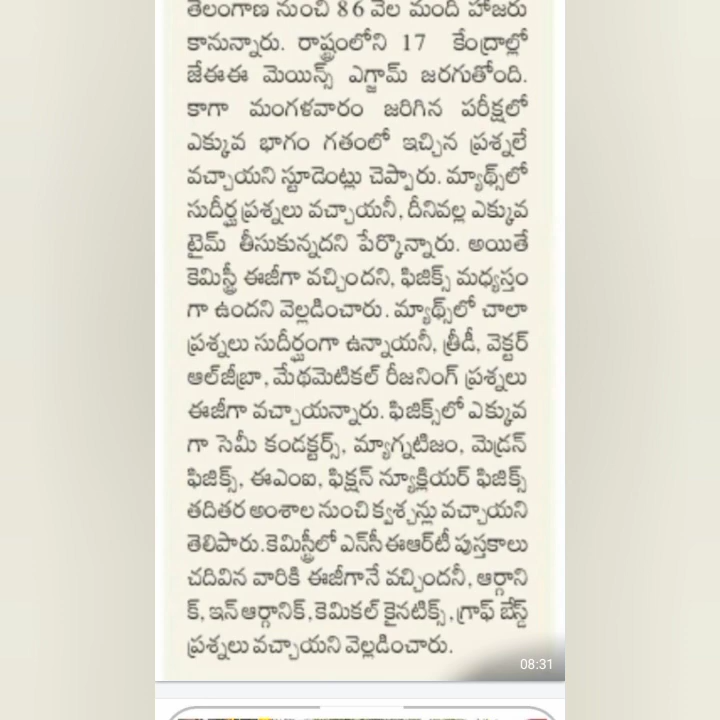 తెలంగాణ నుంచి 86 వేల మంది హాజరు
కానున్నారు. రాష్ట్రంలోని 17 కేంద్రాల్లో
జేఈఈ మెయిన్స్ ఎగ్జామ్ జరగుతోంది.
కాగా మంగళవారం జరిగిన పరీక్షలో
ఎక్కువ భాగం గతంలో ఇచ్చిన ప్రశ్నలే
వచ్చాయని స్టూడెంట్లు చెప్పారు. మ్యాథ్స్‌లో
సుదీర్ఘ ప్రశ్నలు వచ్చాయనీ, దీనివల్ల ఎక్కువ
టైమ్ తీసుకున్నదని పేర్కొన్నారు. అయితే
కెమిస్ట్రీ ఈజీగా వచ్చిందని, ఫిజిక్స్ మధ్యస్తం
గా ఉందని వెల్లడించారు. మ్యాథ్స్‌లో చాలా
ప్రశ్నలు సుదీర్ఘంగా ఉన్నాయనీ, త్రీడీ, వెక్టర్
ఆల్‌జీబ్రా, మేథమెటికల్ రీజనింగ్ ప్రశ్నలు
ఈజీగా వచ్చాయన్నారు. ఫిజిక్స్‌లో ఎక్కువ
గా సెమీ కండక్టర్స్, మ్యాగ్నటిజం, మెడ్రన్
ఫిజిక్స్, ఈఎంఐ, ఫిక్షన్ న్యూక్లియర్ ఫిజిక్స్
తదితర అంశాల నుంచి క్వశ్చన్లు వచ్చాయని
తెలిపారు.కెమిస్ట్రీలో ఎన్‌సీఈఆర్‌టీ పుస్తకాలు
చదివిన వారికి ఈజీగానే వచ్చిందనీ, ఆర్గాని
క్, ఇన్ఆర్గానిక్, కెమికల్ కైనటిక్స్, గ్రాఫ్ బేస్డ్
ప్రశ్నలు వచ్చాయని వెల్లడించారు.
08:31